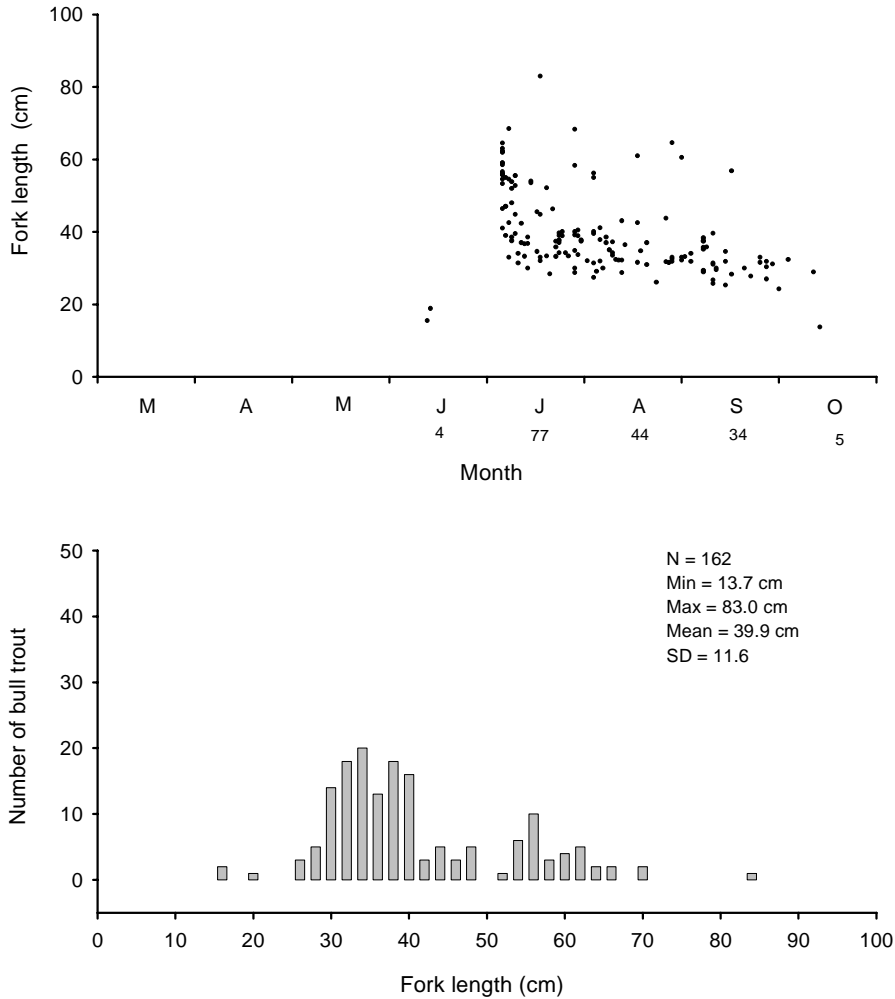 100
80
60
40
20
0
Fork length (cm)
M A M J J A S O
4 77 44 34 5
Month
50
40
30
20
10
0
Number of bull trout
N = 162
Min = 13.7 cm
Max = 83.0 cm
Mean = 39.9 cm
SD = 11.6
0 10 20 30 40 50 60 70 80 90 100
Fork length (cm)